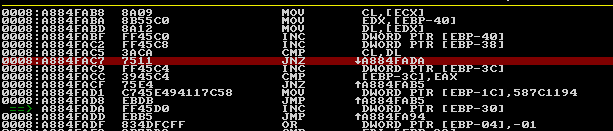 0008:A884FAB8 8A09 MOV CL,[ECX]
0008:A884FABA 8B55C0 MOV EDX,[EBP-40]
0008:A884FABD 8A12 MOV DL,[EDX]
0008:A884FABF FF45C0 INC DWORD PTR [EBP-40]
0008:A884FAC2 FF45C8 INC DWORD PTR [EBP-38]
0008:A884FAC5 3ACA CMP CL,DL
0008:A884FAC7 7511 JNZ ↓A884FADA
0008:A884FAC9 FF45C4 INC DWORD PTR [EBP-3C]
0008:A884FACC 3945C4 CMP [EBP-3C],EAX
0008:A884FACF 75E4 JNZ ↑A884FAB5
0008:A884FAD1 C745E494117C58 MOV DWORD PTR [EBP-1C],587C1194
0008:A884FAD8 EBDB JMP ↑A884FAB5
==> :A884FADA FF45D0 INC DWORD PTR [EBP-30]
0008:A884FADD EBB5 JMP ↑A884FA94
0008:A884FADF 834DFCFF OR DWORD PTR [EBP-04],-01